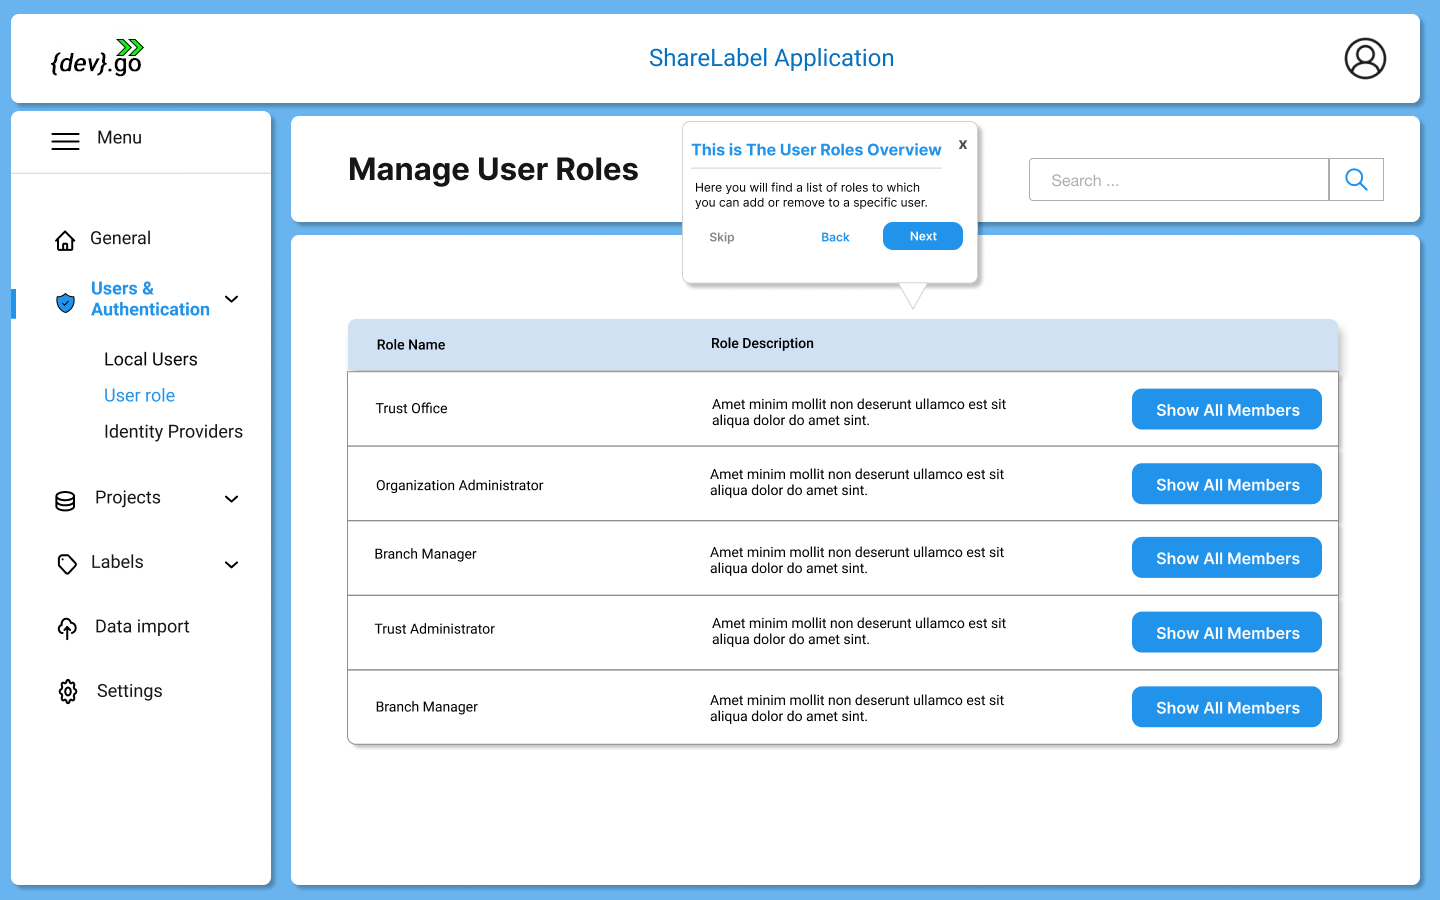 {dev}.go
ShareLabel Application
Menu
General
Users &
Authentication
Local Users
User role
Identity Providers
Projects
Labels
Data import
Settings
Manage User Roles
This is The User Roles Overview
x
Here you will find a list of roles to which
you can add or remove to a specific user.
Skip
Back
Next
Search ...
Role Name
Role Description
Trust Office
Amet minim mollit non deserunt ullamco est sit
aliqua dolor do amet sint.
Show All Members
Organization Administrator
Amet minim mollit non deserunt ullamco est sit
aliqua dolor do amet sint.
Show All Members
Branch Manager
Amet minim mollit non deserunt ullamco est sit
aliqua dolor do amet sint.
Show All Members
Trust Administrator
Amet minim mollit non deserunt ullamco est sit
aliqua dolor do amet sint.
Show All Members
Branch Manager
Amet minim mollit non deserunt ullamco est sit
aliqua dolor do amet sint.
Show All Members